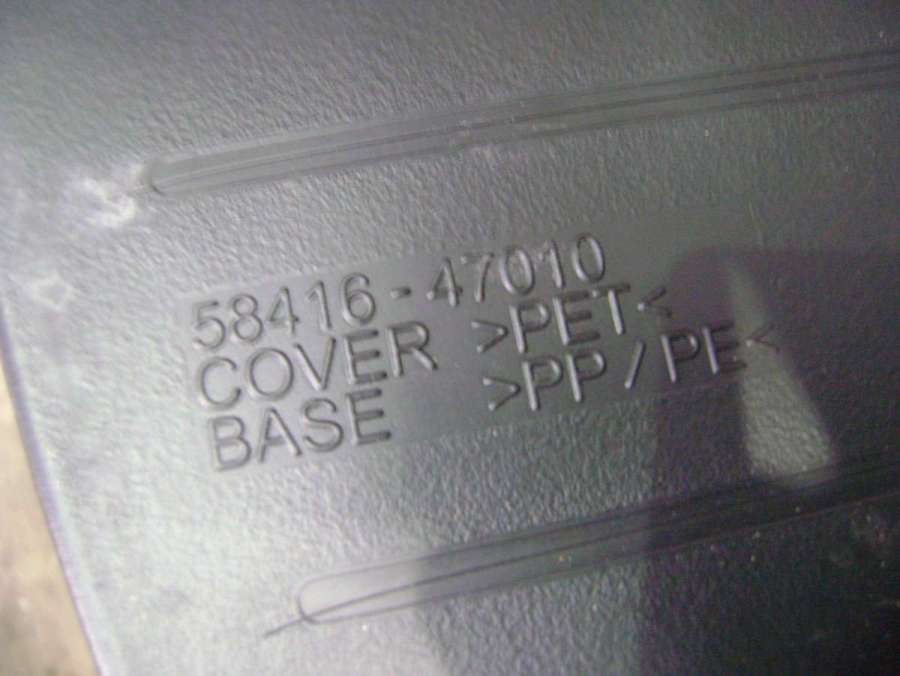 58416-47010
COVER >PET<
BASE >PP/PE<